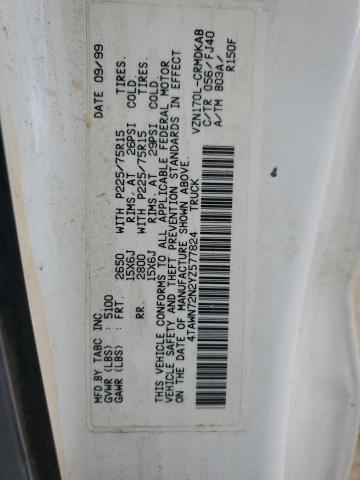 MFD BY TABC INC. DATE 09/99
GVWR (LBS) : 5100
GAWR (LBS) : FRT. 2650 WITH P225/75R15 TIRES.
15X6J RIMS, AT 26PSI COLD.
RR. 2800 WITH P225/75R15 TIRES.
15X6J RIMS, AT 29PSI COLD.
THIS VEHICLE CONFORMS TO ALL APPLICABLE FEDERAL MOTOR
VEHICLE SAFETY AND THEFT PREVENTION STANDARDS IN EFFECT
ON THE DATE OF MANUFACTURE SHOWN ABOVE.
4TAWN72N2YZ577824 TRUCK
VZN170L-CRMDKAB
C/TR 056/FJ40
A/TM B03A/
R150F